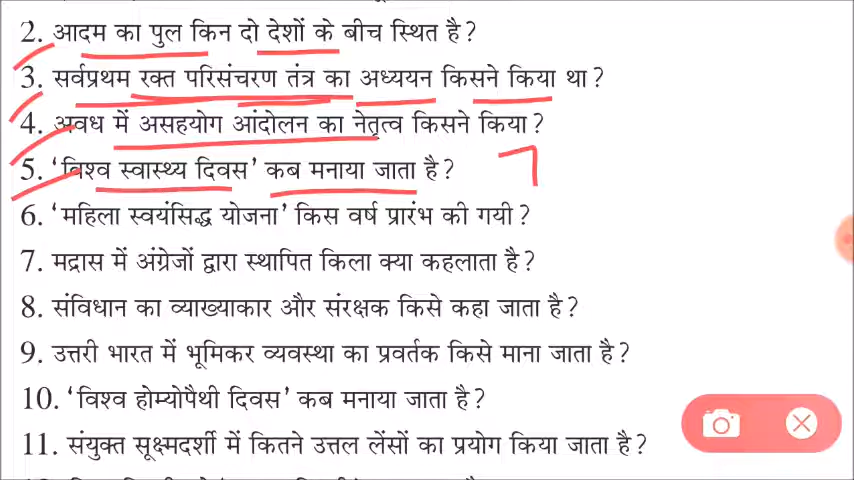 2. आदम का पुल किन दो देशों के बीच स्थित है?
3. सर्वप्रथम रक्त परिसंचरण तंत्र का अध्ययन किसने किया था?
4. अवध में असहयोग आंदोलन का नेतृत्व किसने किया?
5. ‘विश्व स्वास्थ्य दिवस’ कब मनाया जाता है? 7
6. ‘महिला स्वयंसिद्ध योजना’ किस वर्ष प्रारंभ की गयी?
7. मद्रास में अंग्रेजों द्वारा स्थापित किला क्या कहलाता है?
8. संविधान का व्याख्याकार और संरक्षक किसे कहा जाता है?
9. उत्तरी भारत में भूमिकर व्यवस्था का प्रवर्तक किसे माना जाता है?
10. ‘विश्व होम्योपैथी दिवस’ कब मनाया जाता है?
11. संयुक्त सूक्ष्मदर्शी में कितने उत्तल लेंसों का प्रयोग किया जाता है?